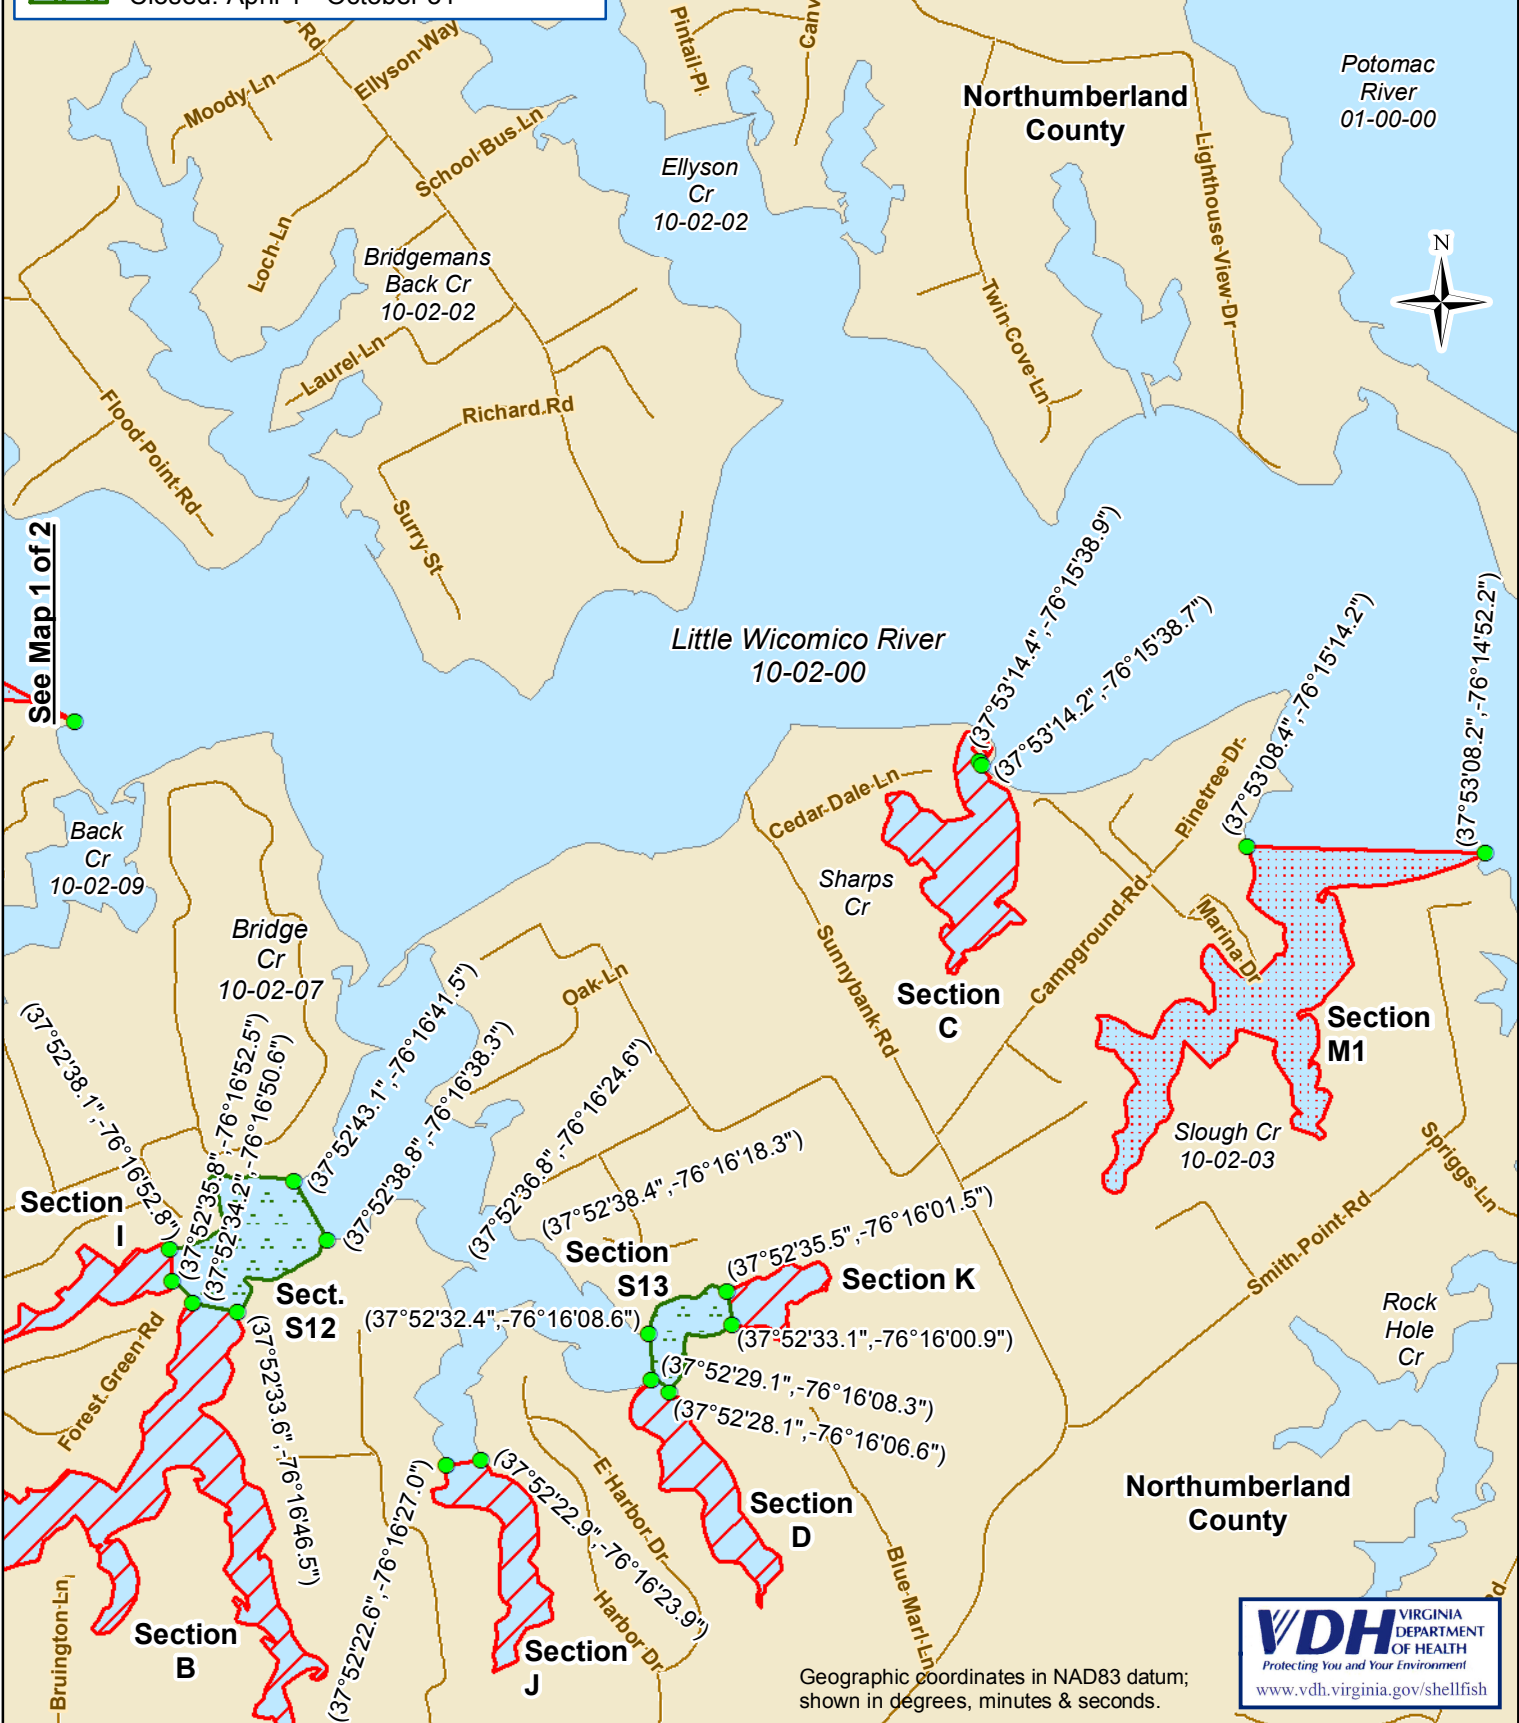 Ellyson-Way
Pintail-Pl
Moody-Ln
School-Bus-Ln
Northumberland
County
Potomac
River
01-00-00
Lighthouse-View-Dr
Ellyson
Cr
10-02-02
Loch-Ln
Bridgemans
Back Cr
10-02-02
N
Twin-Cove-Ln
Laurel-Ln
Flood-Point-Rd
Richard.Rd
Surry-St
See Map 1 of 2
Little Wicomico River
10-02-00
(37°53'14.4",-76°15'38.9")
(37°53'14.2",-76°15'38.7")
(37°53'08.4",-76°15'14.2")
(37°53'08.2",-76°14'52.2")
Cedar-Dale-Ln
Pinetree-Dr
Back
Cr
10-02-09
Sharps
Cr
Campground-Rd
Marina-Dr
Bridge
Cr
10-02-07
Oak-Ln
Sunnybank-Rd
Section
C
Section
M1
(37°52'38.1",-76°16'52.8")
(37°52'35.8",-76°16'52.5")
(37°52'34.2",-76°16'50.6")
(37°52'43.1",-76°16'41.5")
(37°52'38.8",-76°16'38.3")
(37°52'36.8",-76°16'24.6")
(37°52'38.4",-76°16'18.3")
(37°52'35.5",-76°16'01.5")
Slough Cr
10-02-03
Spriggs-Ln
Smith-Point-Rd
Section
I
Section
S13
Section K
Sect.
S12
(37°52'32.4",-76°16'08.6")
(37°52'33.1",-76°16'00.9")
(37°52'29.1",-76°16'08.3")
(37°52'28.1",-76°16'06.6")
Rock
Hole
Cr
Forest.Green-Rd
(37°52'33.6",-76°16'46.5")
(37°52'22.6",-76°16'27.0")
(37°52'22.9",-76°16'23.9")
E-Harbor-Dr
Harbor-Dr
Section
D
Northumberland
County
Blue-Marl-Ln
Bruington-Ln
Section
B
Section
J
Geographic coordinates in NAD83 datum;
shown in degrees, minutes & seconds.
VDH VIRGINIA
DEPARTMENT
OF HEALTH
Protecting You and Your Environment
www.vdh.virginia.gov/shellfish